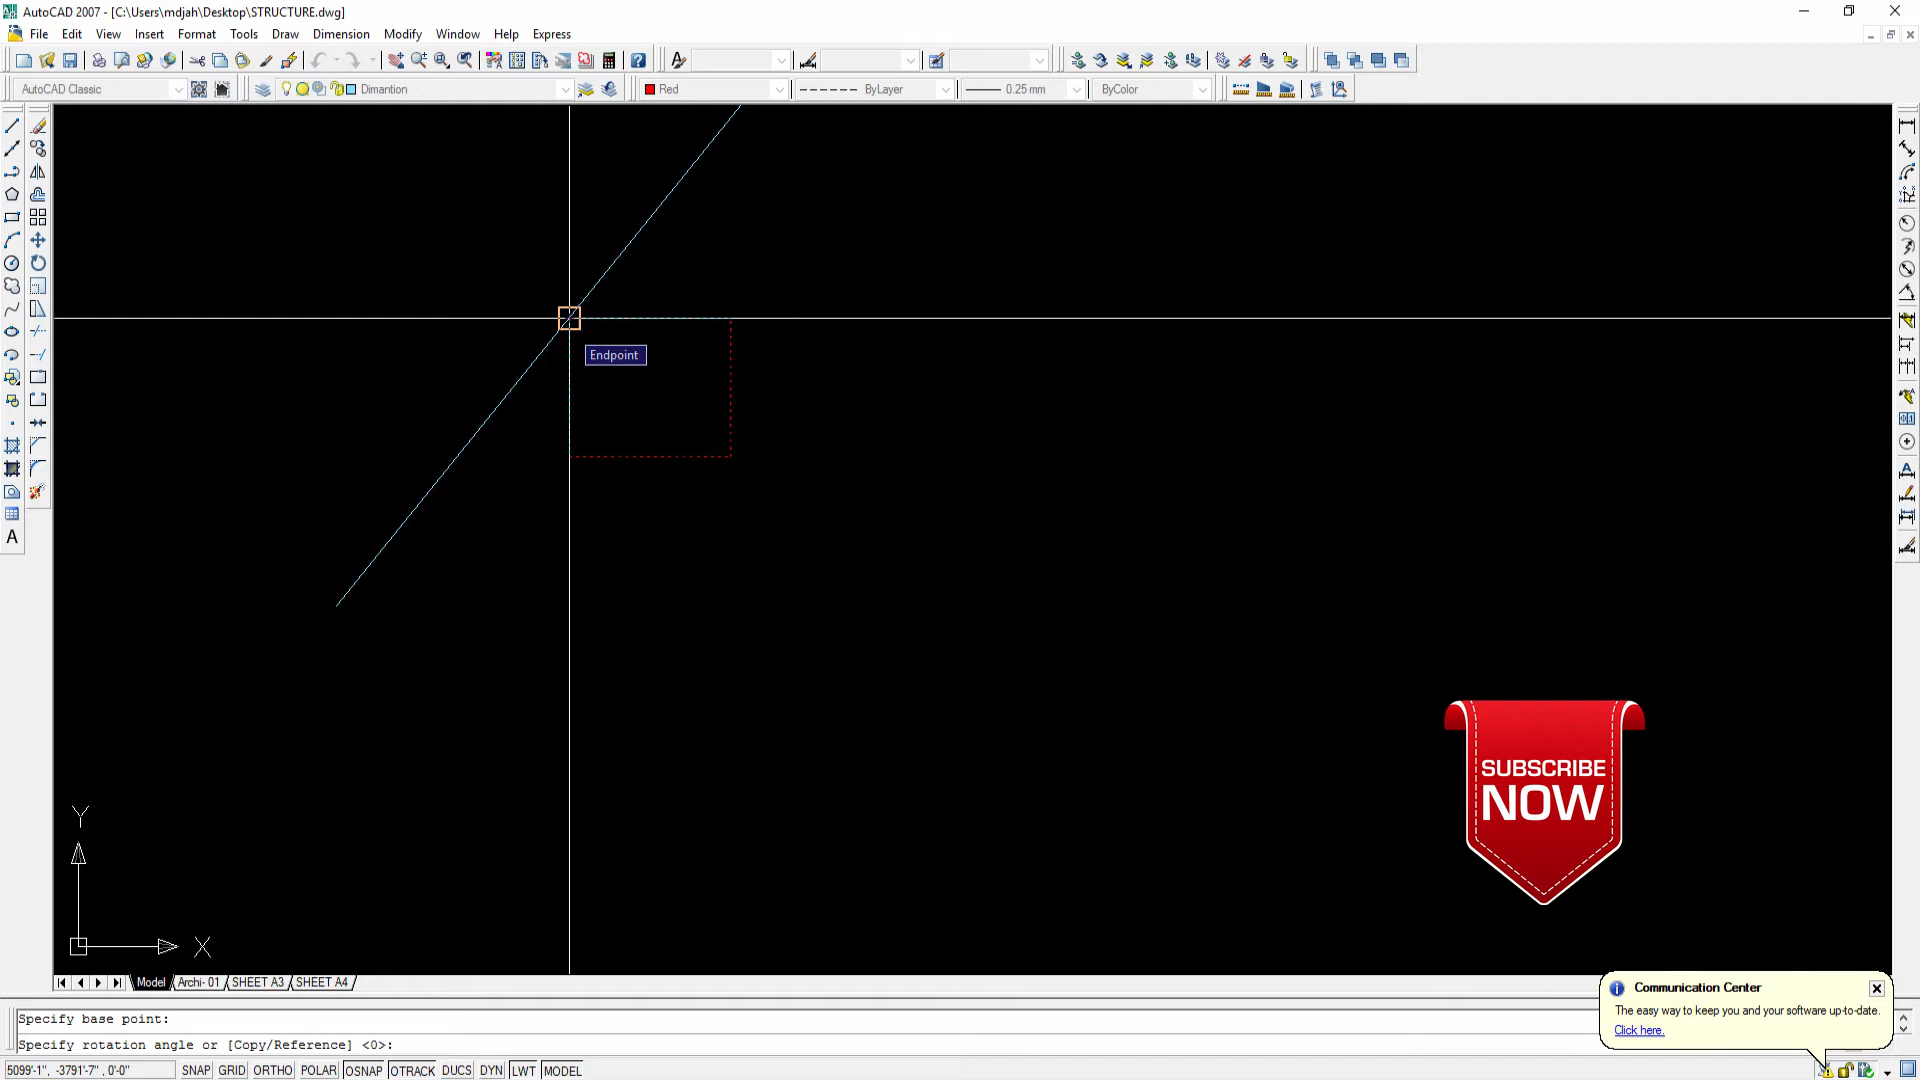 AutoCAD 2007 - [C:\Users\mdjah\Desktop\STRUCTURE.dwg]
File Edit View Insert Format Tools Draw Dimension Modify Window Help Express
AutoCAD Classic
Dimantion
Red
ByLayer
0.25 mm
ByColor
Endpoint
SUBSCRIBE
NOW
Y
X
Model Archi- 01 SHEET A3 SHEET A4
Communication Center
The easy way to keep you and your software up-to-date.
Click here.
Specify base point:
Specify rotation angle or [Copy/Reference] <0>:
5099'-1", -3791'-7" , 0'-0" SNAP GRID ORTHO POLAR OSNAP OTRACK DUCS DYN LWT MODEL